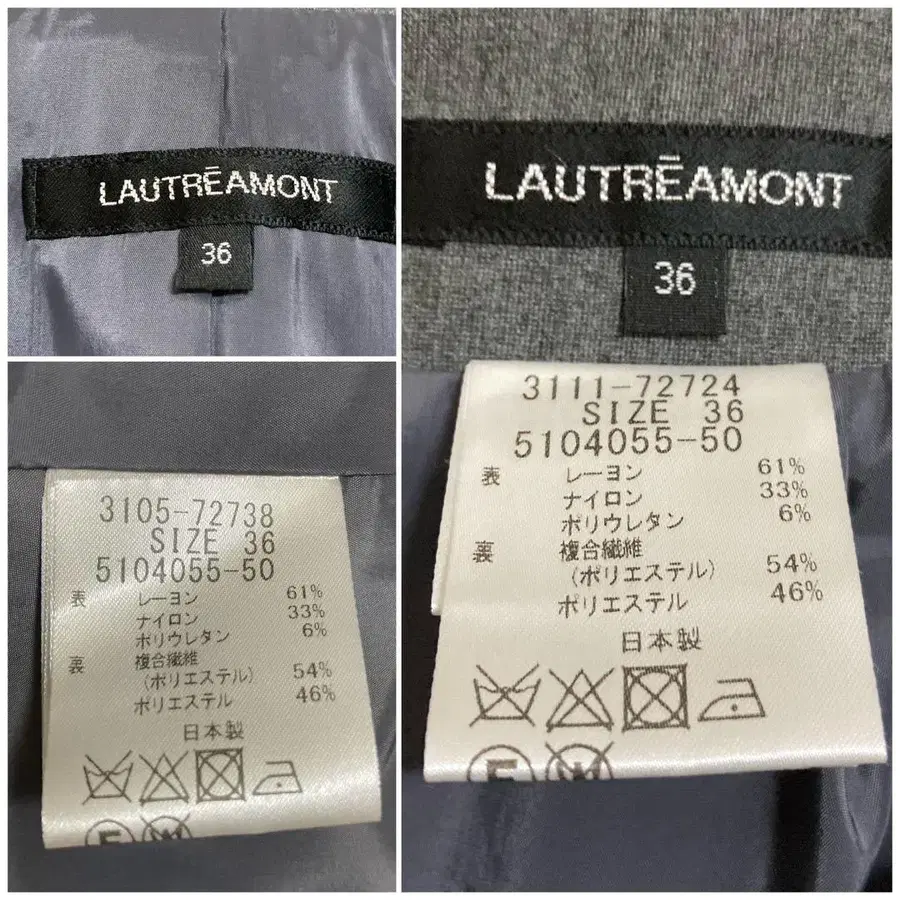 LAUTRĒAMONT
36
LAUTRĒAMONT
36
3105-72738
SIZE 36
5104055-50
表 レーヨン 61%
ナイロン 33%
ポリウレタン 6%
裏 複合繊維
(ポリエステル) 54%
ポリエステル 46%
日本製
3111-72724
SIZE 36
5104055-50
表 レーヨン 61%
ナイロン 33%
ポリウレタン 6%
裏 複合繊維
(ポリエステル) 54%
ポリエステル 46%
日本製